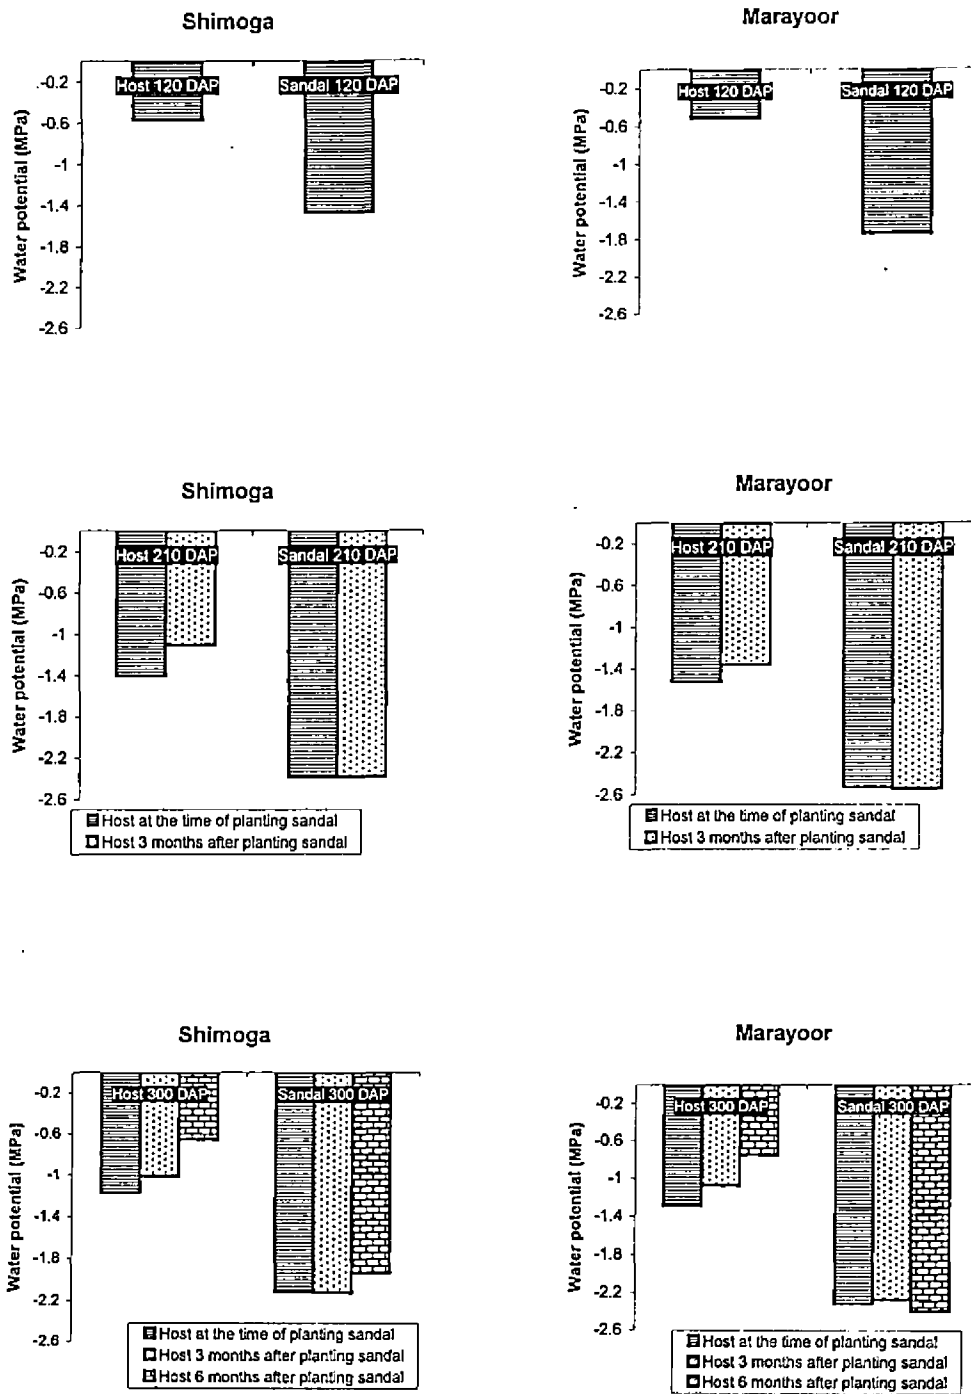 Shimoga
-0.2
-0.6
-1
-1.4
-1.8
-2.2
-2.6
Water potential (MPa)
Host 120 DAP
Sandal 120 DAP
Marayoor
-0.2
-0.6
-1
-1.4
-1.8
-2.2
-2.6
Water potential (MPa)
Host 120 DAP
Sandal 120 DAP
Shimoga
-0.2
-0.6
-1
-1.4
-1.8
-2.2
-2.6
Water potential (MPa)
Host 210 DAP
Sandal 210 DAP
Host at the time of planting sandal
Host 3 months after planting sandal
Marayoor
-0.2
-0.6
-1
-1.4
-1.8
-2.2
-2.6
Water potential (MPa)
Host 210 DAP
Sandal 210 DAP
Host at the time of planting sandal
Host 3 months after planting sandal
Shimoga
-0.2
-0.6
-1
-1.4
-1.8
-2.2
-2.6
Water potential (MPa)
Host 300 DAP
Sandal 300 DAP
Host at the time of planting sandal
Host 3 months after planting sandal
Host 6 months after planting sandal
Marayoor
-0.2
-0.6
-1
-1.4
-1.8
-2.2
-2.6
Water potential (MPa)
Host 300 DAP
Sandal 300 DAP
Host at the time of planting sandal
Host 3 months after planting sandal
Host 6 months after planting sandal